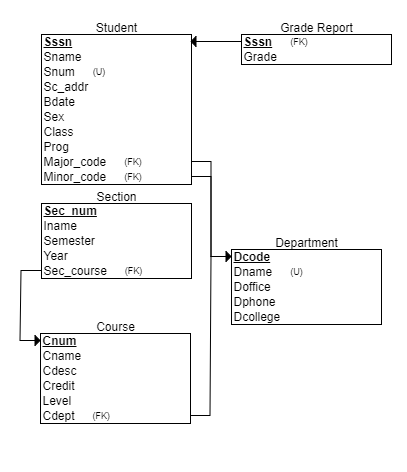 Student
Sssn
Sname
Snum (U)
Sc_addr
Bdate
Sex
Class
Prog
Major_code (FK)
Minor_code (FK)
Grade Report
Sssn (FK)
Grade
Section
Sec_num
Iname
Semester
Year
Sec_course (FK)
Department
Dcode
Dname (U)
Doffice
Dphone
Dcollege
Course
Cnum
Cname
Cdesc
Credit
Level
Cdept (FK)